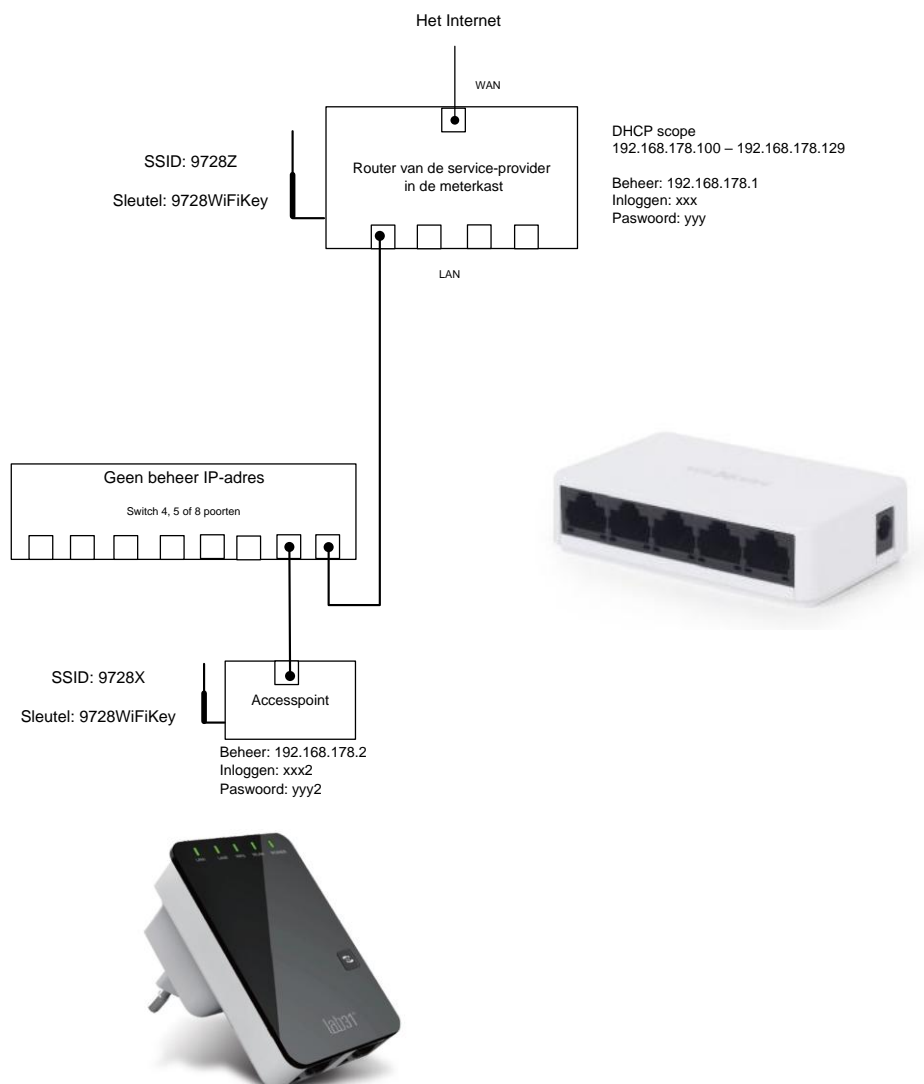 Het Internet
WAN
SSID: 9728Z
Sleutel: 9728WiFiKey
Router van de service-provider
in de meterkast
DHCP scope
192.168.178.100 – 192.168.178.129
Beheer: 192.168.178.1
Inloggen: xxx
Paswoord: yyy
LAN
Geen beheer IP-adres
Switch 4, 5 of 8 poorten
SSID: 9728X
Sleutel: 9728WiFiKey
Accesspoint
Beheer: 192.168.178.2
Inloggen: xxx2
Paswoord: yyy2
lab31